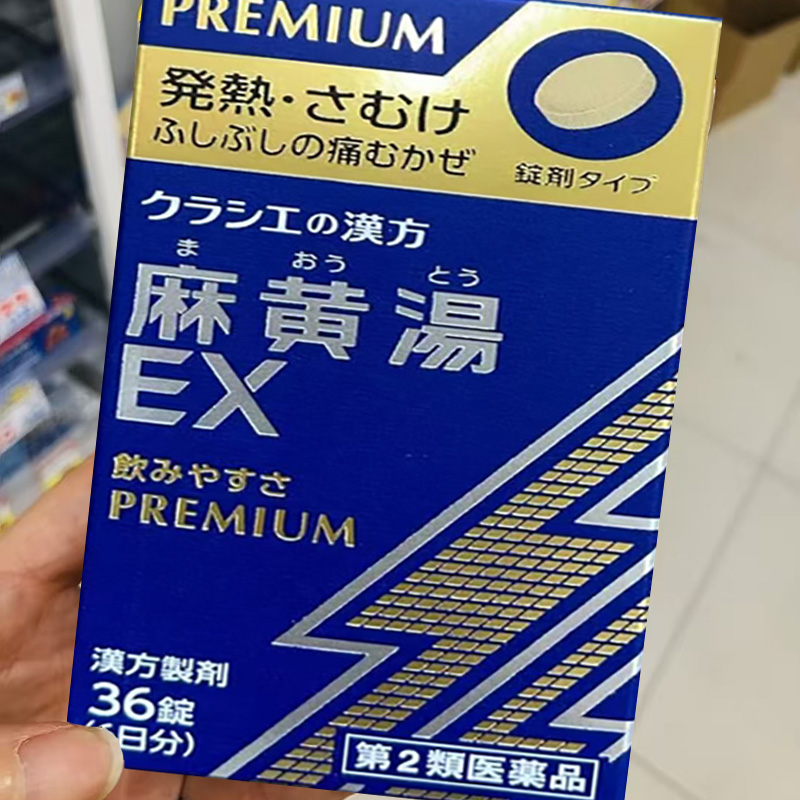 PREMIUM
発熱・さむけ
ふしぶしの痛むかぜ
錠剤タイプ
クラシエの漢方
ま おう とう
麻黄湯
EX
飲みやすさ
PREMIUM
漢方製剤
36錠
日分)
第2類医薬品